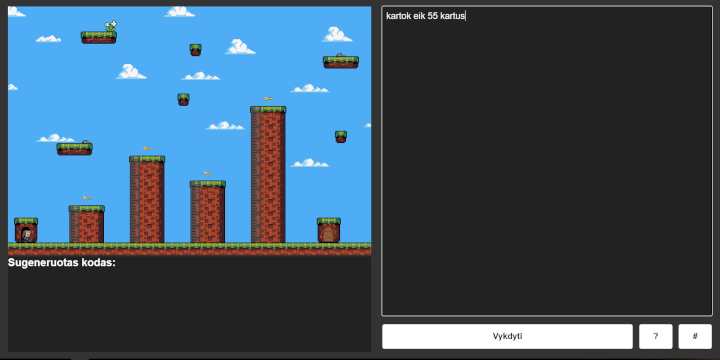 kartok eik 55 kartus
Sugeneruotas kodas:
Vykdyti
?
#